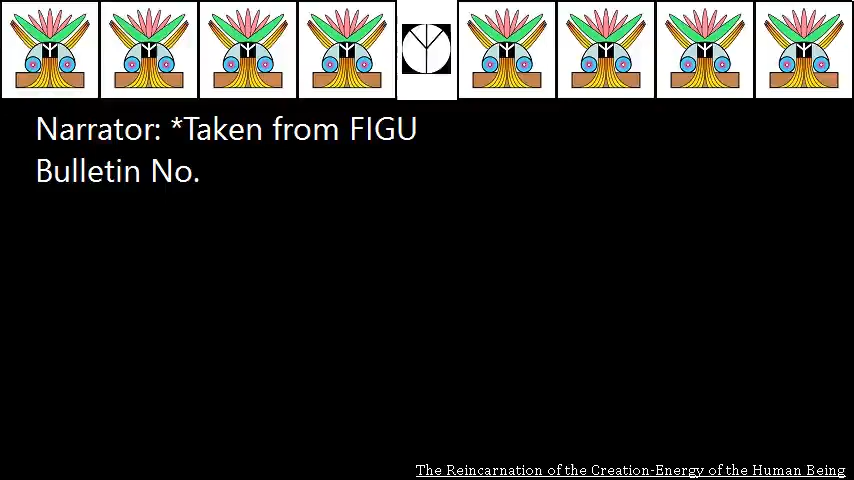 Narrator: *Taken from FIGU
Bulletin No.
The Reincarnation of the Creation-Energy of the Human Being